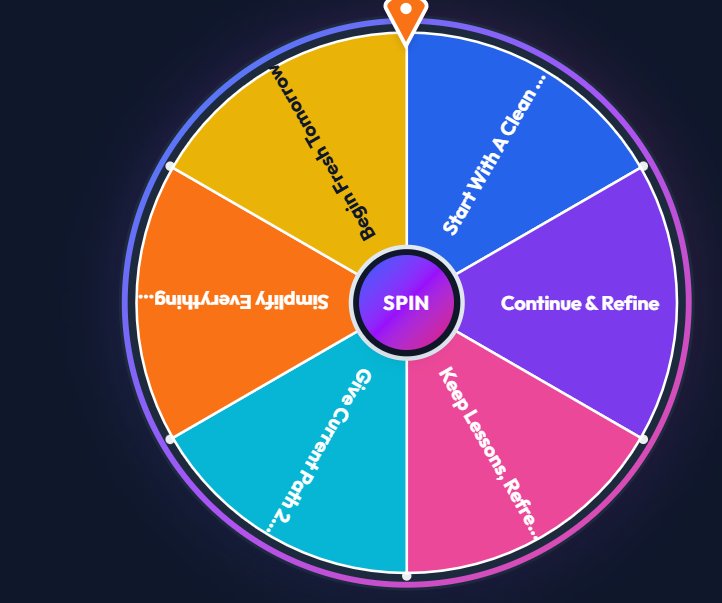 Start With A Clean ...
Continue & Refine
Keep Lessons, Refre...
Give Current Path 2...
Simplify Everything...
Begin Fresh Tomorrow
SPIN